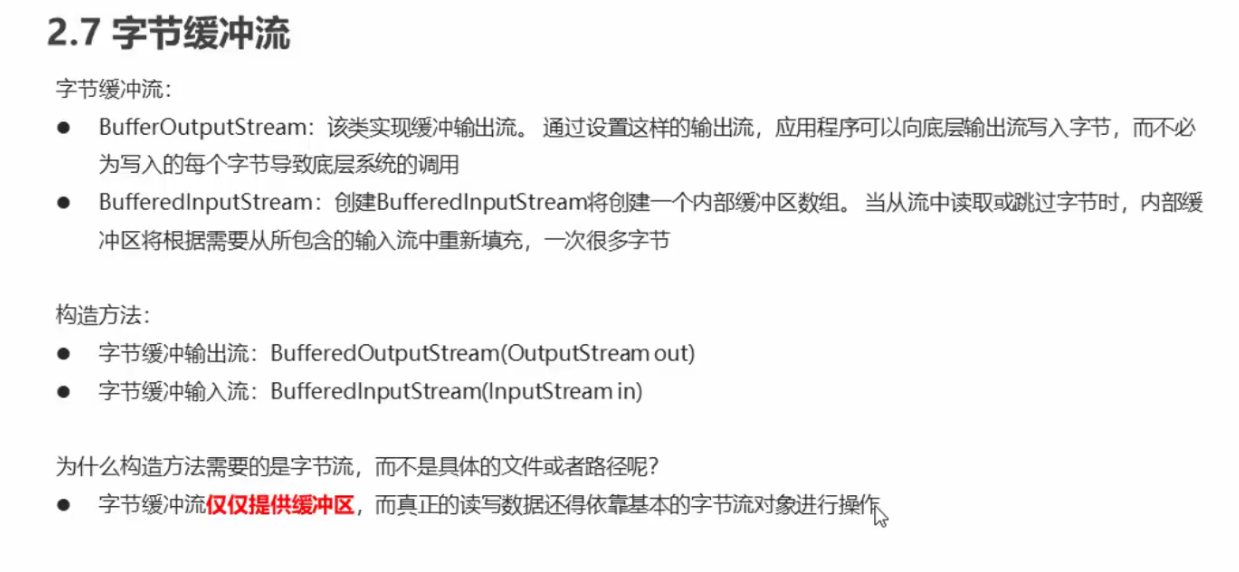 2.7 字节缓冲流
字节缓冲流：
● BufferOutputStream：该类实现缓冲输出流。 通过设置这样的输出流，应用程序可以向底层输出流写入字节，而不必
为写入的每个字节导致底层系统的调用
● BufferedInputStream：创建BufferedInputStream将创建一个内部缓冲区数组。 当从流中读取或跳过字节时，内部缓
冲区将根据需要从所包含的输入流中重新填充，一次很多字节
构造方法：
● 字节缓冲输出流：BufferedOutputStream(OutputStream out)
● 字节缓冲输入流：BufferedInputStream(InputStream in)
为什么构造方法需要的是字节流，而不是具体的文件或者路径呢？
● 字节缓冲流仅仅提供缓冲区，而真正的读写数据还得依靠基本的字节流对象进行操作